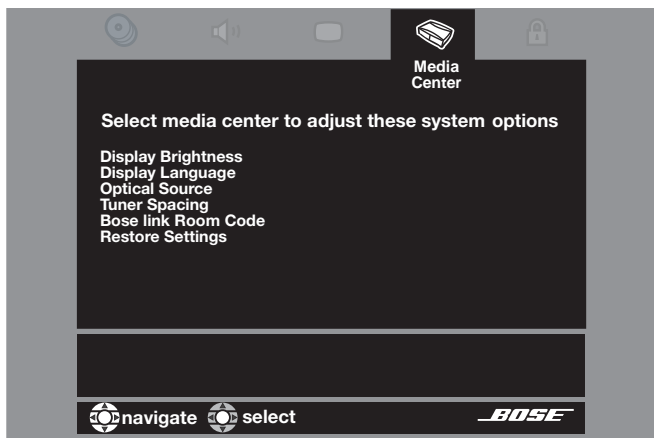 Media
Center
Select media center to adjust these system options
Display Brightness
Display Language
Optical Source
Tuner Spacing
Bose link Room Code
Restore Settings
navigate select BOSE